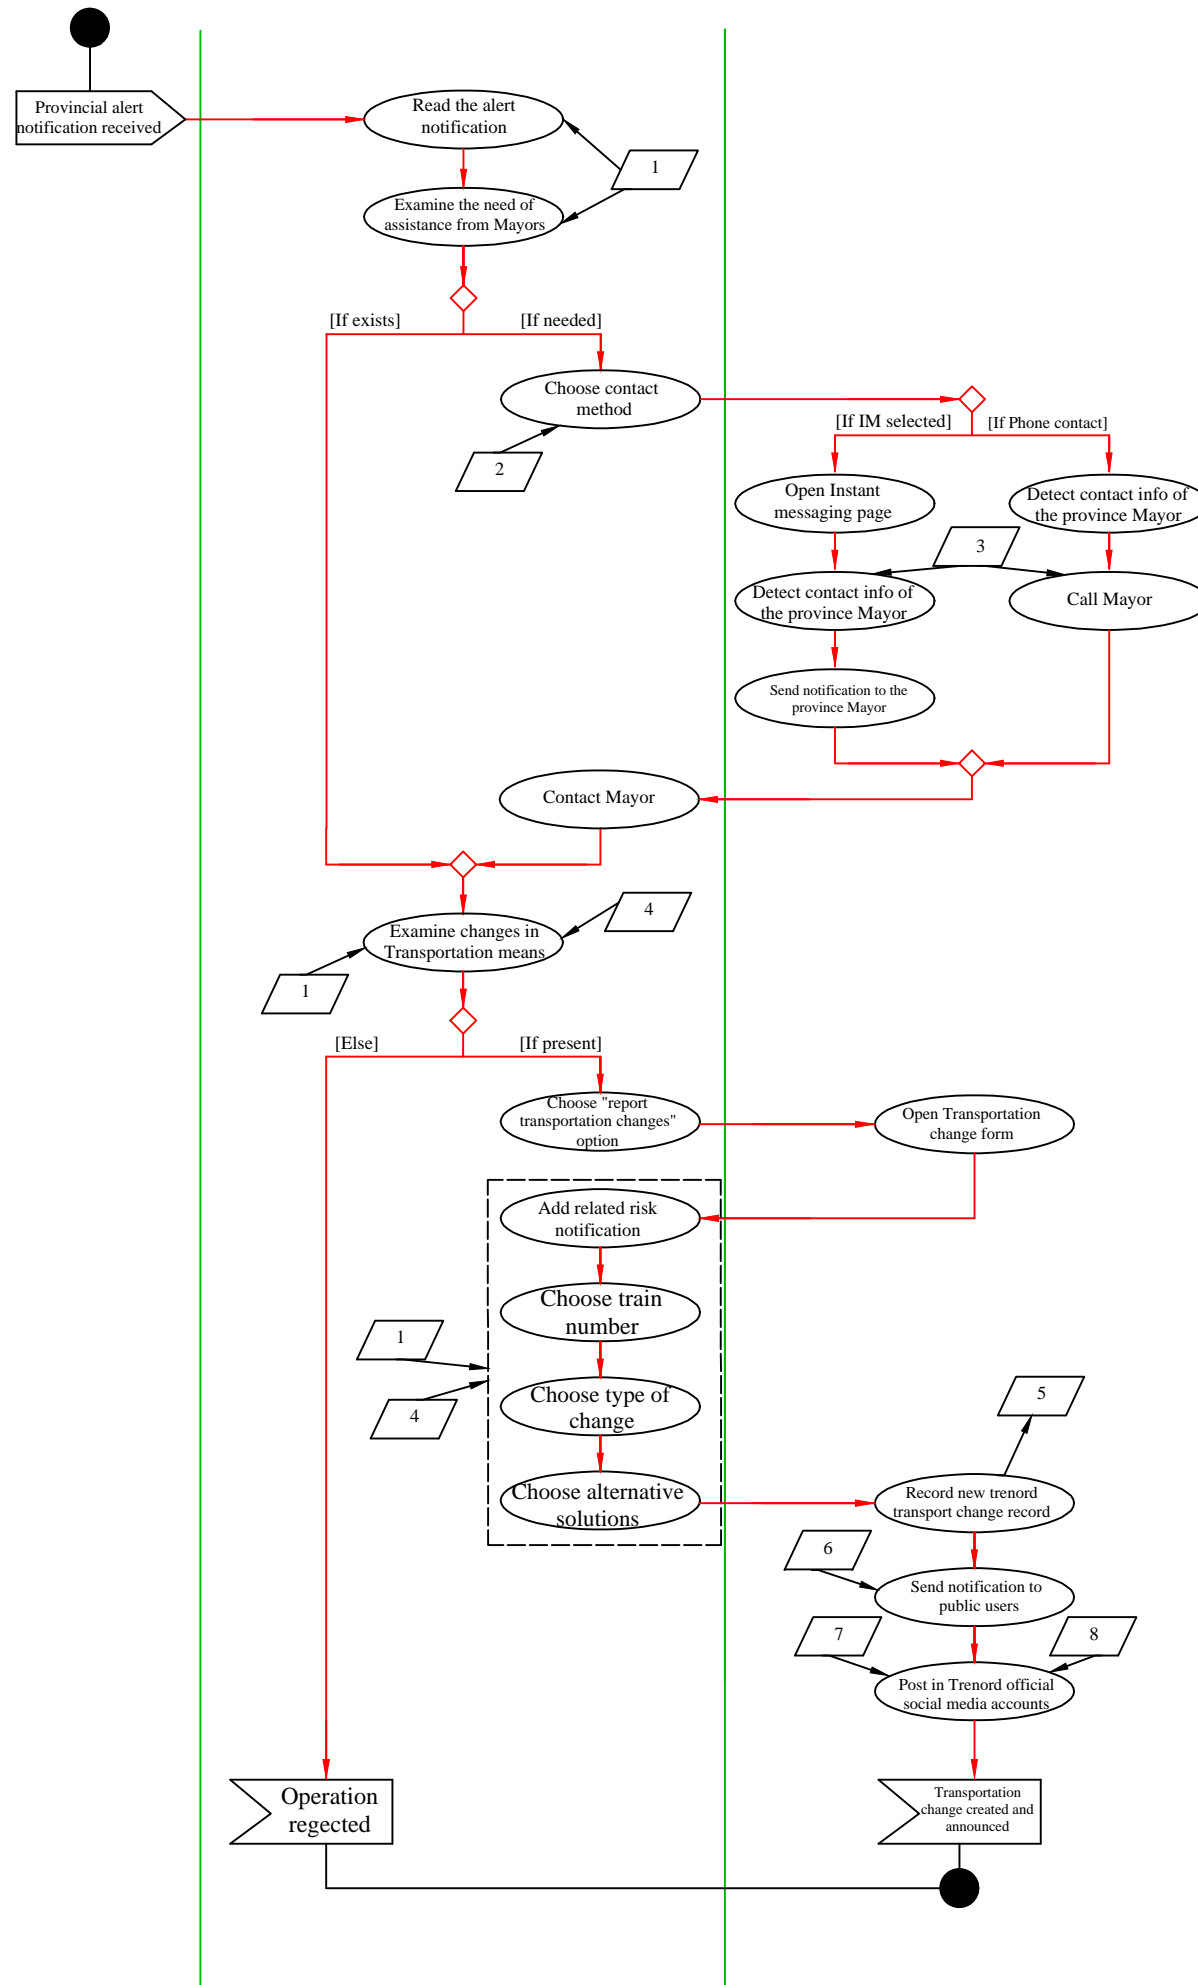 Provincial alert
notification received
Read the alert
notification
1
Examine the need of
assistance from Mayors
[If exists]
[If needed]
Choose contact
method
2
[If IM selected]
[If Phone contact]
Open Instant
messaging page
Detect contact info of
the province Mayor
3
Detect contact info of
the province Mayor
Call Mayor
Send notification to the
province Mayor
Contact Mayor
4
Examine changes in
Transportation means
1
[Else]
[If present]
Choose "report
transportation changes"
option
Open Transportation
change form
Add related risk
notification
Choose train
number
1
4
Choose type of
change
Choose alternative
solutions
5
Record new trenord
transport change record
6
Send notification to
public users
7
8
Post in Trenord official
social media accounts
Operation
regected
Transportation
change created and
announced